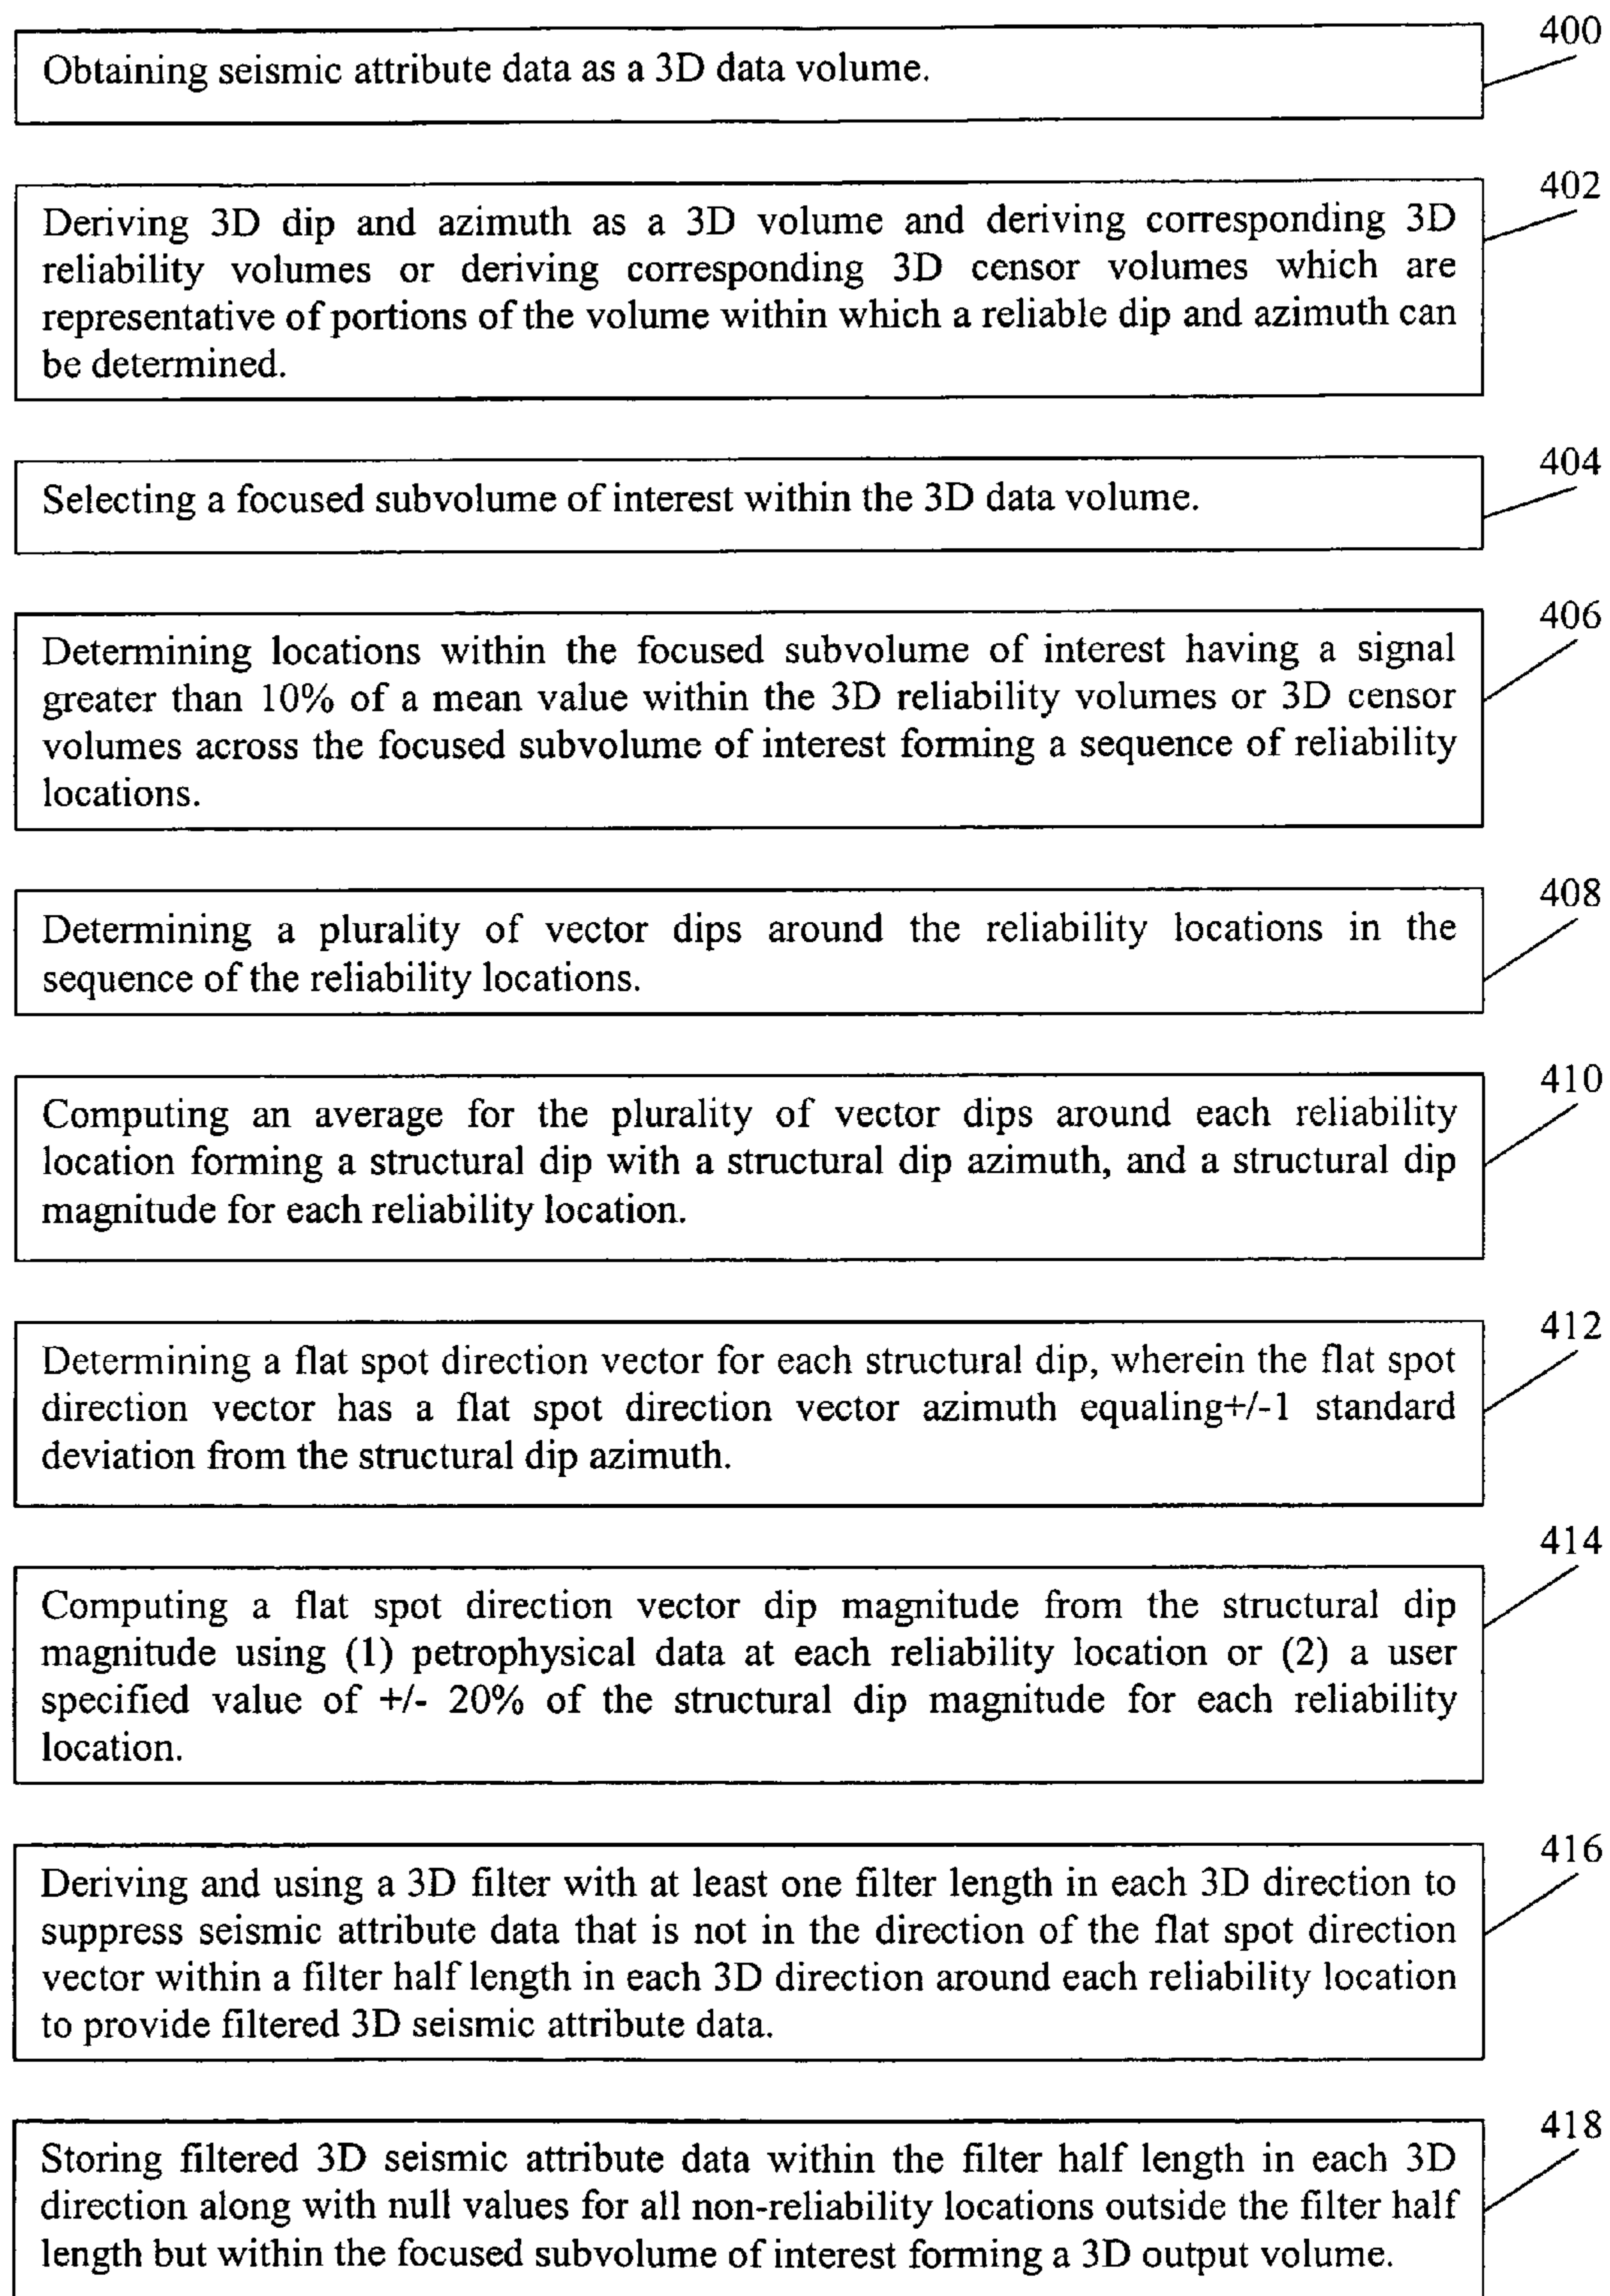 400
Obtaining seismic attribute data as a 3D data volume.
402
Deriving 3D dip and azimuth as a 3D volume and deriving corresponding 3D
reliability volumes or deriving corresponding 3D censor volumes which are
representative of portions of the volume within which a reliable dip and azimuth can
be determined.
404
Selecting a focused subvolume of interest within the 3D data volume.
406
Determining locations within the focused subvolume of interest having a signal
greater than 10% of a mean value within the 3D reliability volumes or 3D censor
volumes across the focused subvolume of interest forming a sequence of reliability
locations.
408
Determining a plurality of vector dips around the reliability locations in the
sequence of the reliability locations.
410
Computing an average for the plurality of vector dips around each reliability
location forming a structural dip with a structural dip azimuth, and a structural dip
magnitude for each reliability location.
412
Determining a flat spot direction vector for each structural dip, wherein the flat spot
direction vector has a flat spot direction vector azimuth equaling+/-1 standard
deviation from the structural dip azimuth.
414
Computing a flat spot direction vector dip magnitude from the structural dip
magnitude using (1) petrophysical data at each reliability location or (2) a user
specified value of +/- 20% of the structural dip magnitude for each reliability
location.
416
Deriving and using a 3D filter with at least one filter length in each 3D direction to
suppress seismic attribute data that is not in the direction of the flat spot direction
vector within a filter half length in each 3D direction around each reliability location
to provide filtered 3D seismic attribute data.
418
Storing filtered 3D seismic attribute data within the filter half length in each 3D
direction along with null values for all non-reliability locations outside the filter half
length but within the focused subvolume of interest forming a 3D output volume.